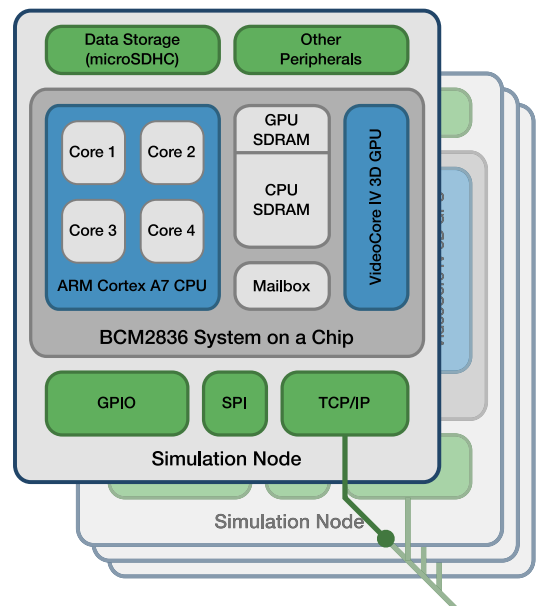 Data Storage
(microSDHC)
Other
Peripherals
Core 1
Core 2
Core 3
Core 4
ARM Cortex A7 CPU
GPU
SDRAM
CPU
SDRAM
Mailbox
VideoCore IV 3D GPU
BCM2836 System on a Chip
GPIO
SPI
TCP/IP
Simulation Node
Simulation Node